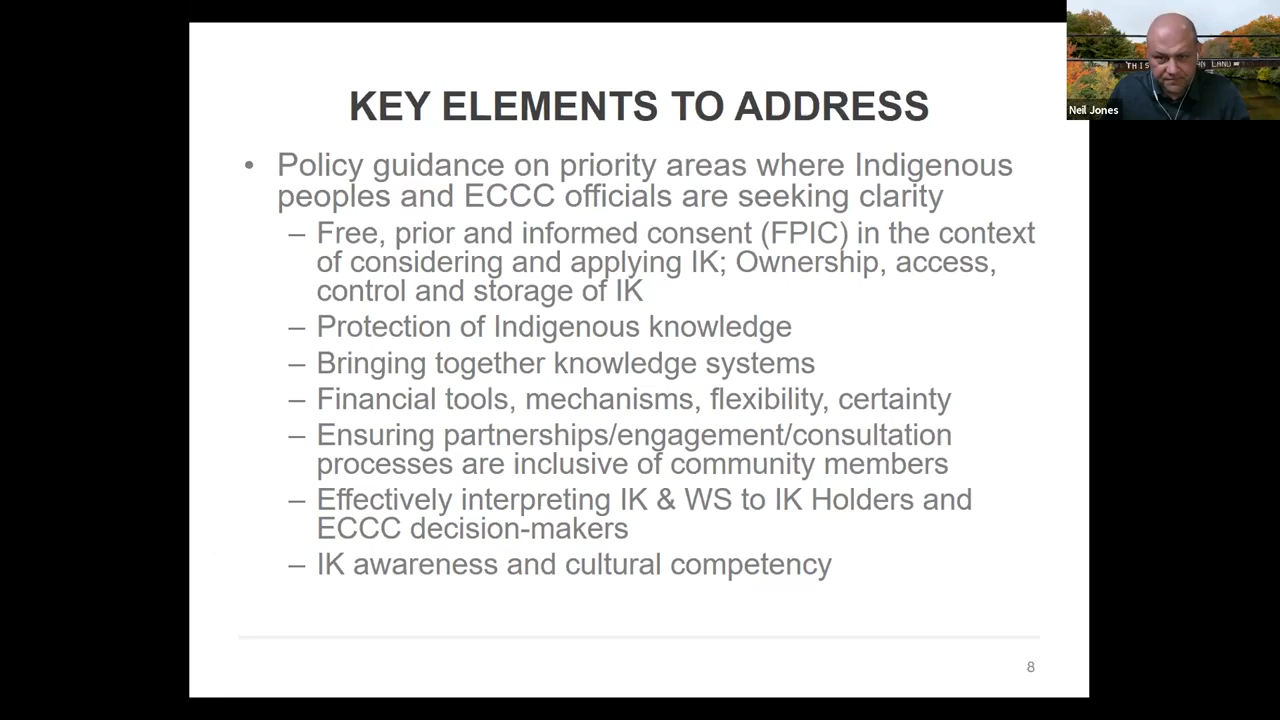 KEY ELEMENTS TO ADDRESS
• Policy guidance on priority areas where Indigenous
peoples and ECCC officials are seeking clarity
– Free, prior and informed consent (FPIC) in the context
of considering and applying IK; Ownership, access,
control and storage of IK
– Protection of Indigenous knowledge
– Bringing together knowledge systems
– Financial tools, mechanisms, flexibility, certainty
– Ensuring partnerships/engagement/consultation
processes are inclusive of community members
– Effectively interpreting IK & WS to IK Holders and
ECCC decision-makers
– IK awareness and cultural competency
8
THIS LAND
Neil Jones